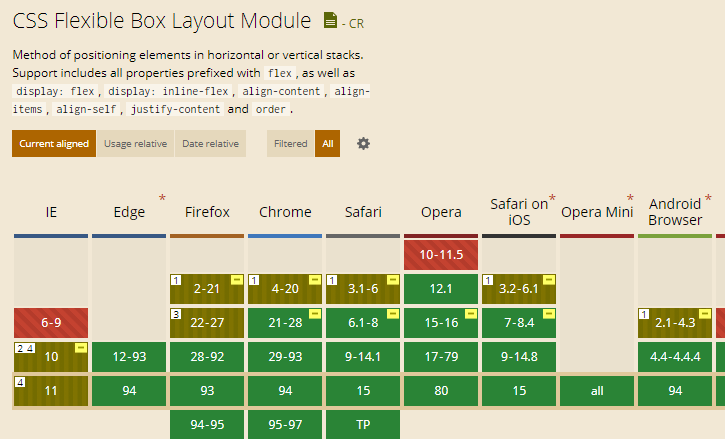 CSS Flexible Box Layout Module - CR
Method of positioning elements in horizontal or vertical stacks.
Support includes all properties prefixed with flex, as well as
display: flex, display: inline-flex, align-content, align-
items, align-self, justify-content and order.
Current aligned Usage relative Date relative Filtered All
IE Edge * Firefox Chrome Safari Opera Safari on iOS * Opera Mini * Android Browser *
10-11.5
1 2-21 1 4-20 1 3.1-6 12.1 1 3.2-6.1
6-9 3 22-27 21-28 6.1-8 15-16 7-8.4 1 2.1-4.3
2 4 10 12-93 28-92 29-93 9-14.1 17-79 9-14.8 4.4-4.4.4
4 11 94 93 94 15 80 15 all 94
94-95 95-97 TP